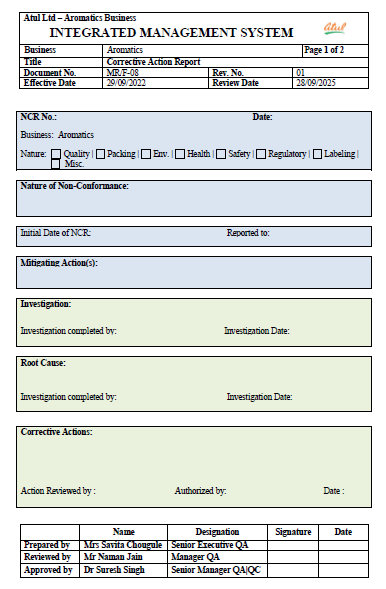 Atul Ltd – Aromatics Business
INTEGRATED MANAGEMENT SYSTEM
Atul
Business Aromatics Page 1 of 2
Title Corrective Action Report
Document No. MR/F-08 Rev. No. 01
Effective Date 29/09/2022 Review Date 28/09/2025
NCR No.: Date:
Business: Aromatics
Nature: Quality | Packing | Env. | Health | Safety | Regulatory | Labeling |
Misc.
Nature of Non-Conformance:
Initial Date of NCR: Reported to:
Mitigating Action(s):
Investigation:
Investigation completed by: Investigation Date:
Root Cause:
Investigation completed by: Investigation Date:
Corrective Actions:
Action Reviewed by : Authorized by: Date :
Name Designation Signature Date
Prepared by Mrs Savita Chougule Senior Executive QA
Reviewed by Mr Naman Jain Manager QA
Approved by Dr Suresh Singh Senior Manager QA|QC